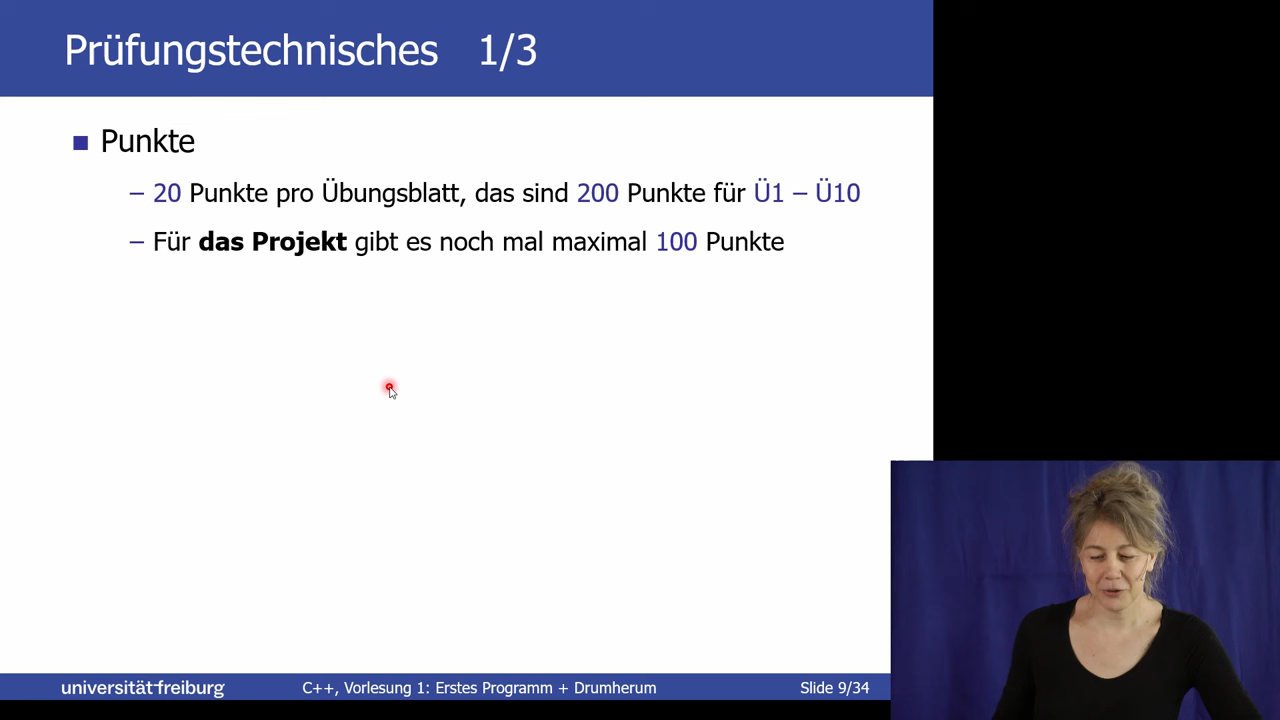 Prüfungstechnisches 1/3
Punkte
– 20 Punkte pro Übungsblatt, das sind 200 Punkte für Ü1 – Ü10
– Für das Projekt gibt es noch mal maximal 100 Punkte
universität freiburg
C++, Vorlesung 1: Erstes Programm + Drumherum
Slide 9/34